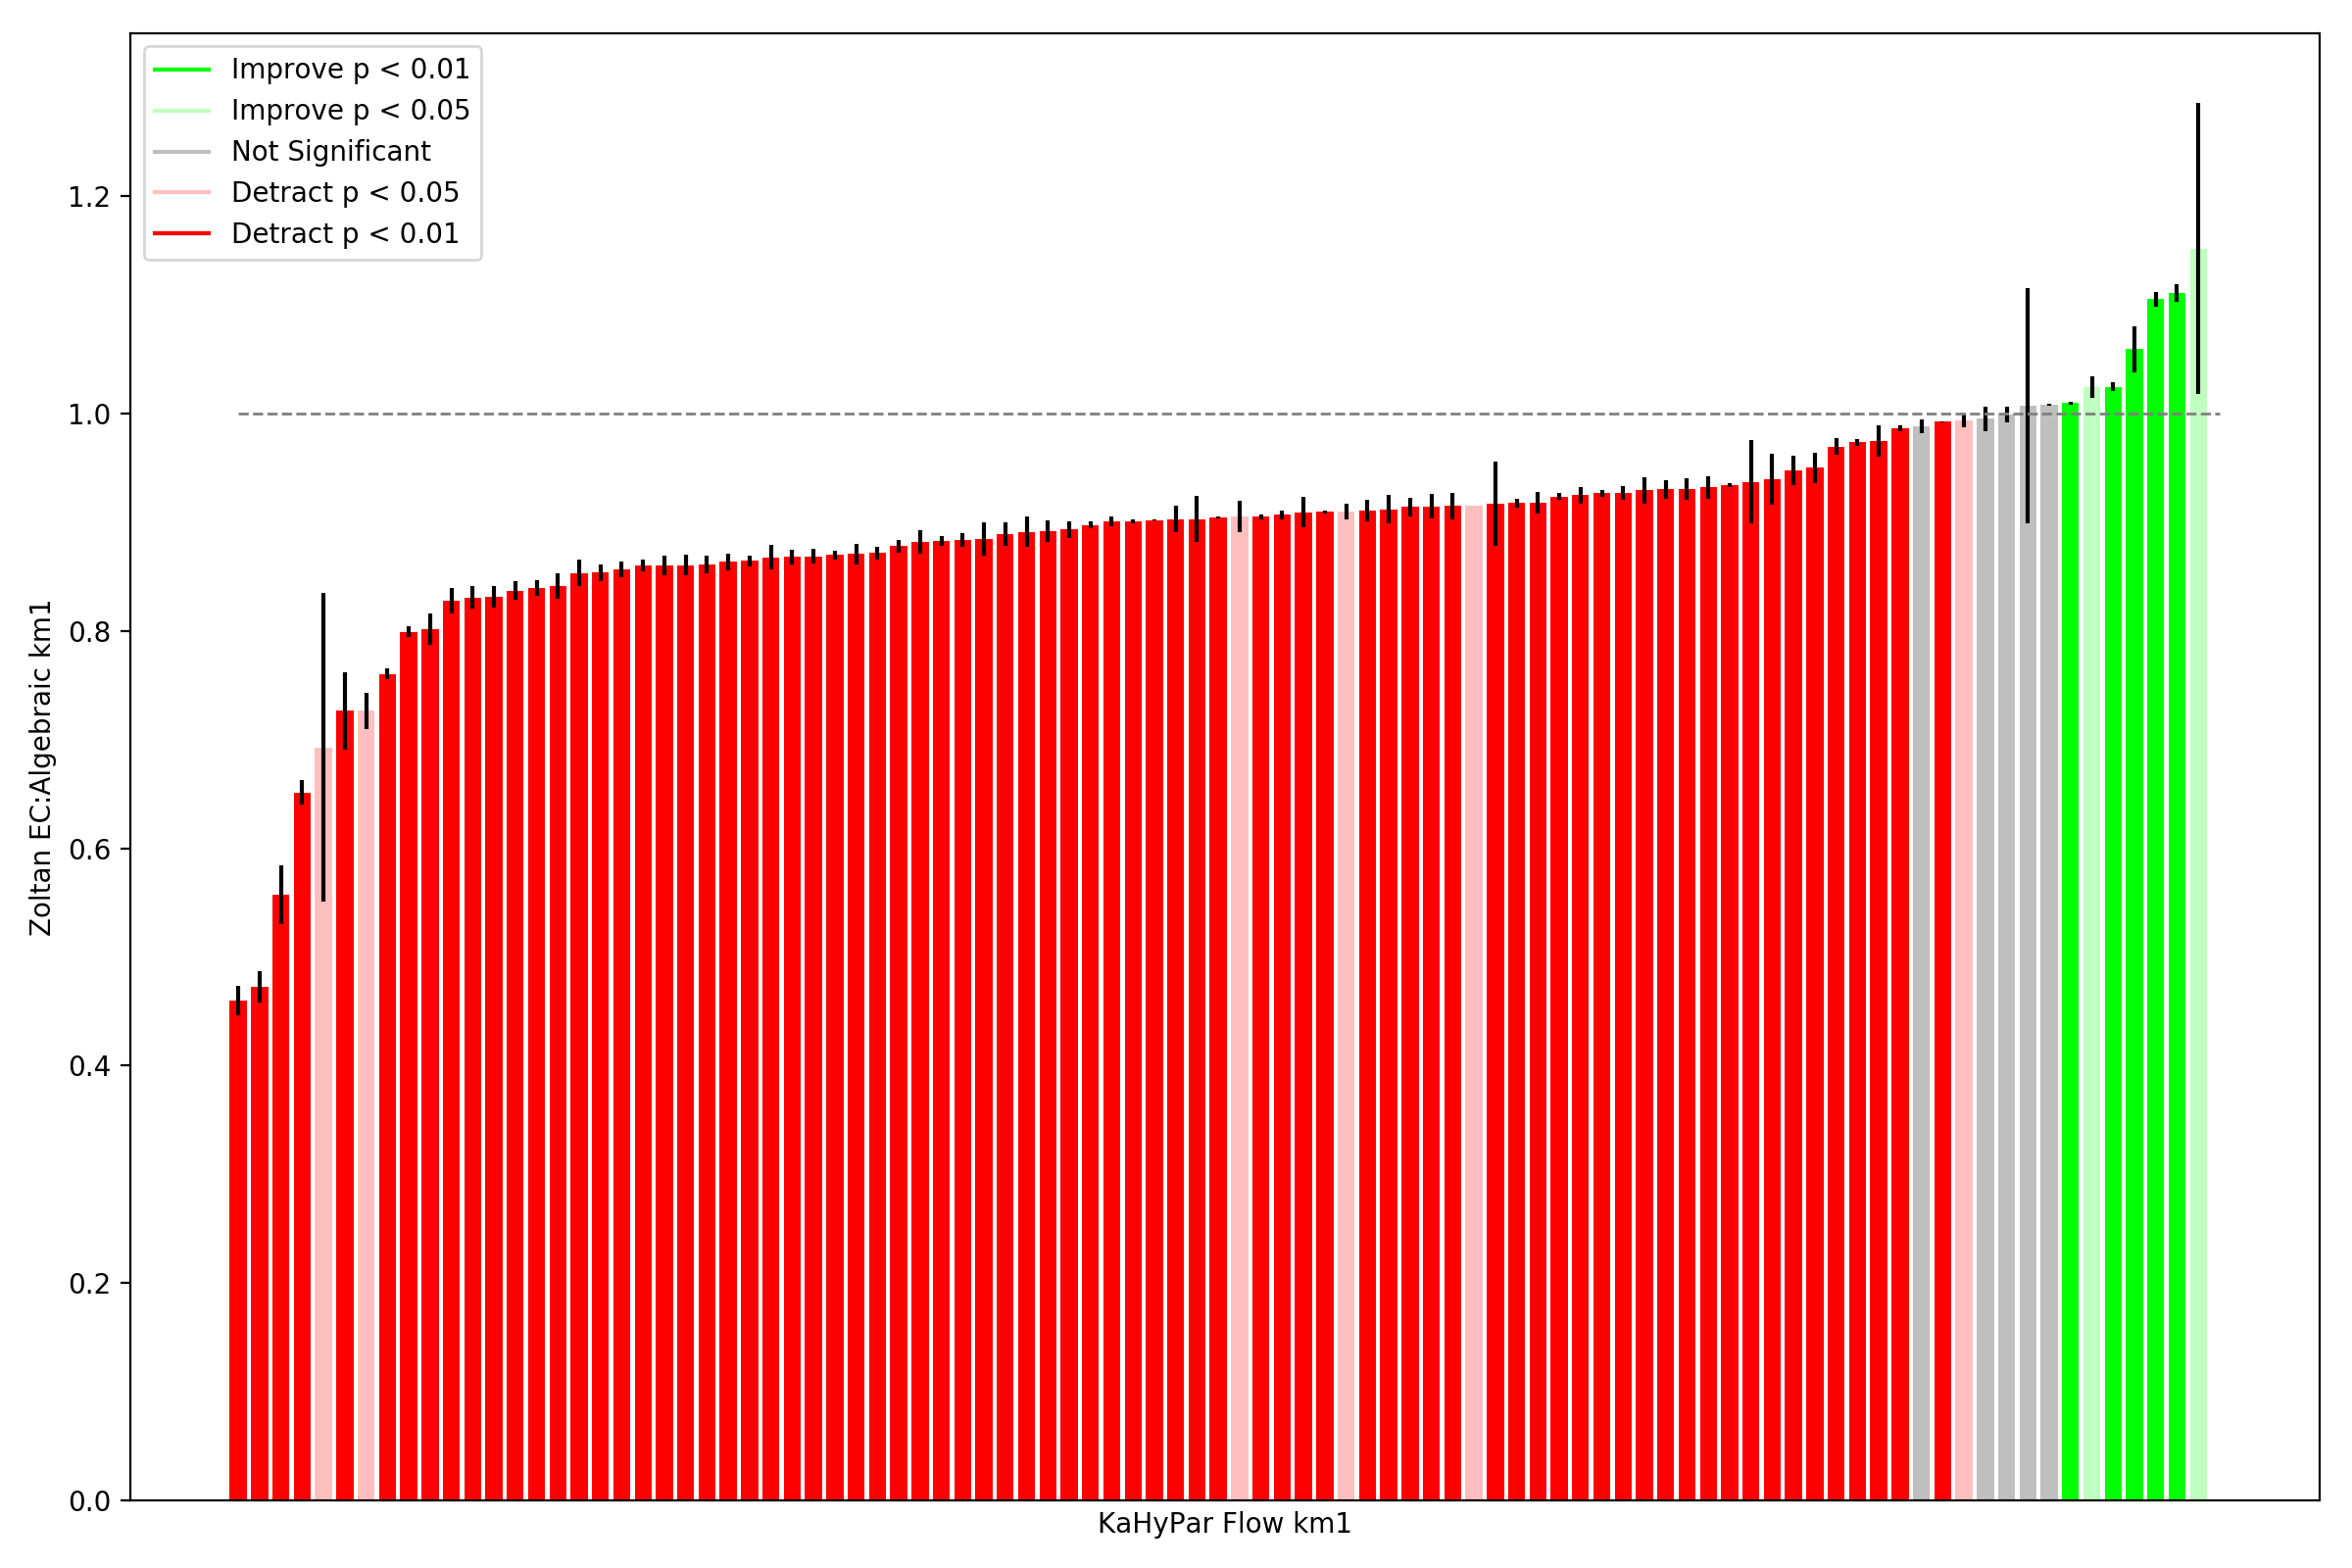 Improve p < 0.01
Improve p < 0.05
Not Significant
Detract p < 0.05
Detract p < 0.01
1.2
1.0
0.8
0.6
0.4
0.2
0.0
Zoltan EC:Algebraic km1
KaHyPar Flow km1